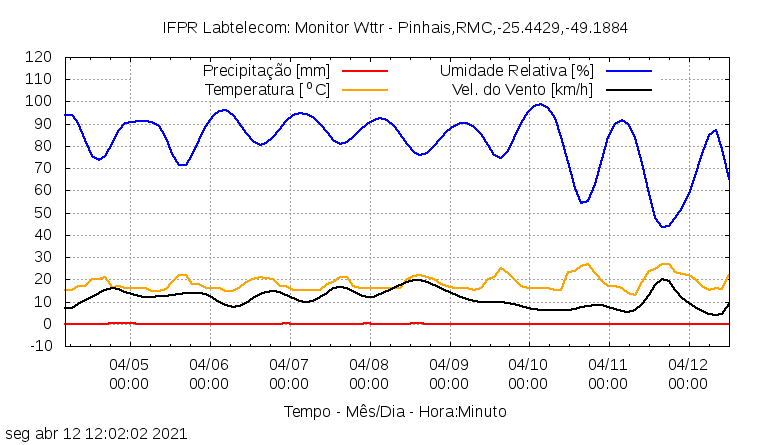 IFPR Labtelecom: Monitor Wttr - Pinhais,RMC,-25.4429,-49.1884
120
110
100
90
80
70
60
50
40
30
20
10
0
-10
Precipitação [mm]
Temperatura [ºC]
Umidade Relativa [%]
Vel. do Vento [km/h]
04/05 04/06 04/07 04/08 04/09 04/10 04/11 04/12
00:00 00:00 00:00 00:00 00:00 00:00 00:00 00:00
Tempo - Mês/Dia - Hora:Minuto
seg abr 12 12:02:02 2021